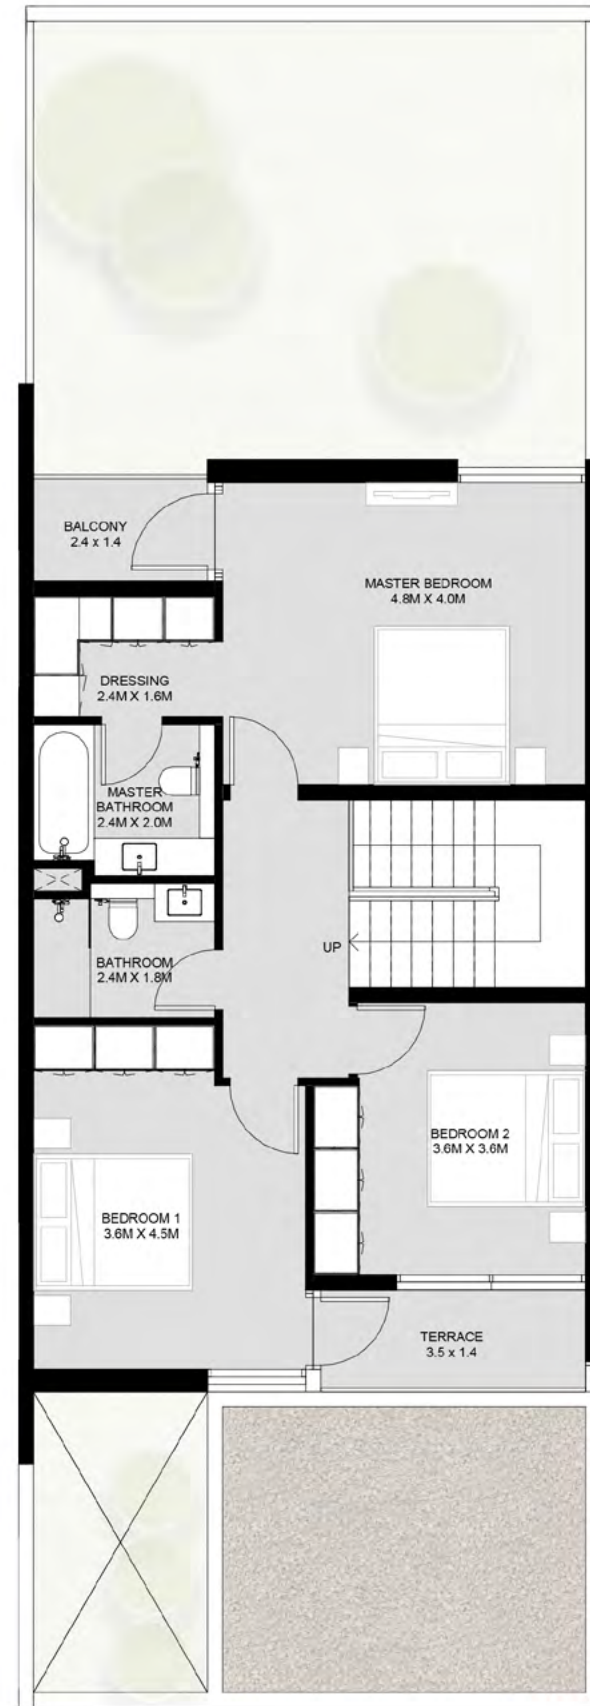 BALCONY
2.4 x 1.4
MASTER BEDROOM
4.8M X 4.0M
DRESSING
2.4M X 1.6M
MASTER
BATHROOM
2.4M X 2.0M
UP
BATHROOM
2.4M X 1.8M
BEDROOM 2
3.6M X 3.6M
BEDROOM 1
3.6M X 4.5M
TERRACE
3.5 x 1.4